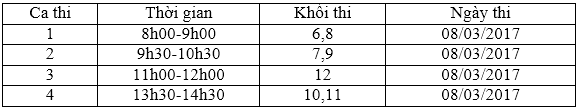 Ca thi Thời gian Khối thi Ngày thi
1 8h00-9h00 6,8 08/03/2017
2 9h30-10h30 7,9 08/03/2017
3 11h00-12h00 12 08/03/2017
4 13h30-14h30 10,11 08/03/2017